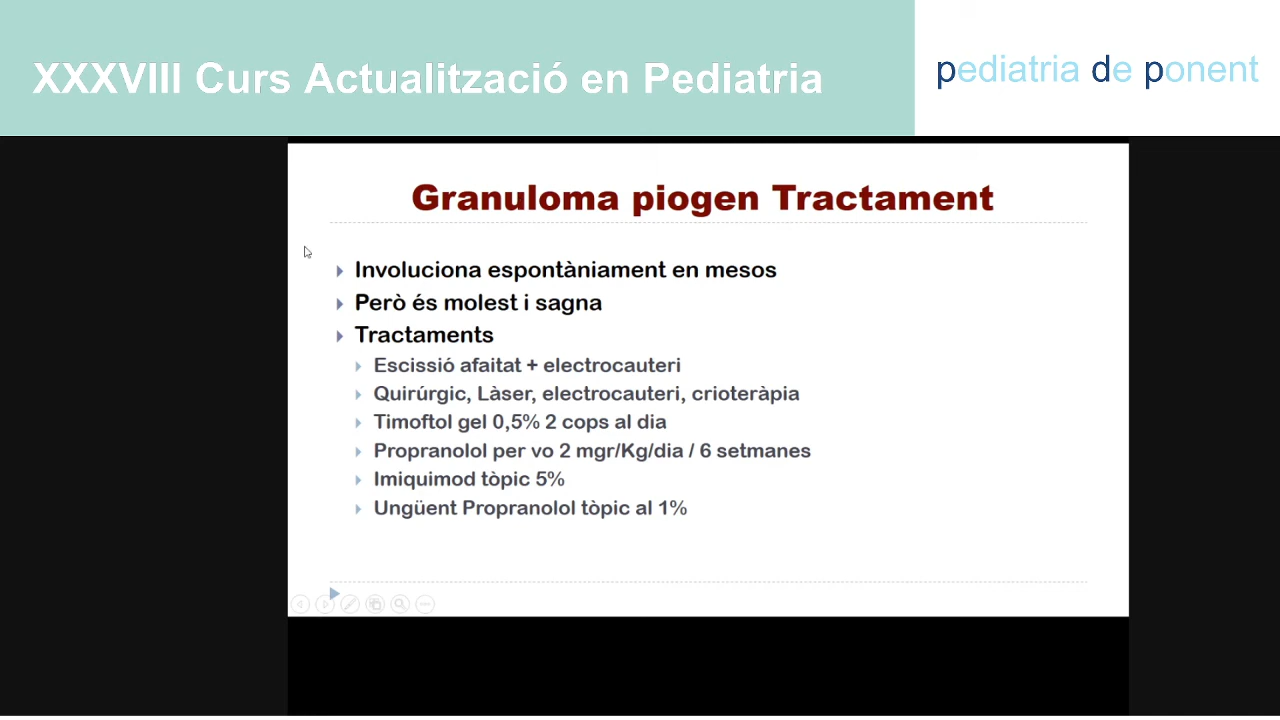 XXXVIII Curs Actualització en Pediatria
pediatria de ponent
Granuloma piogen Tractament
Involuciona espontàniament en mesos
Però és molest i sagna
Tractaments
Escissió afaitat + electrocauteri
Quirúrgic, Làser, electrocauteri, crioteràpia
Timoftol gel 0,5% 2 cops al dia
Propranolol per vo 2 mgr/Kg/dia / 6 setmanes
Imiquimod tòpic 5%
Ungüent Propranolol tòpic al 1%